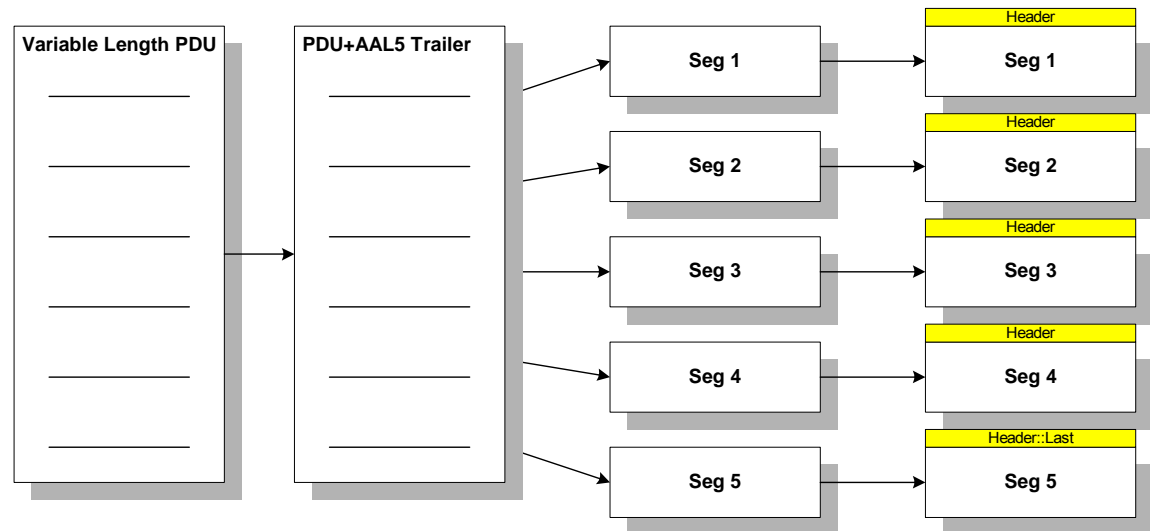 Variable Length PDU
PDU+AAL5 Trailer
Seg 1
Header
Seg 1
Seg 2
Header
Seg 2
Seg 3
Header
Seg 3
Seg 4
Header
Seg 4
Seg 5
Header::Last
Seg 5